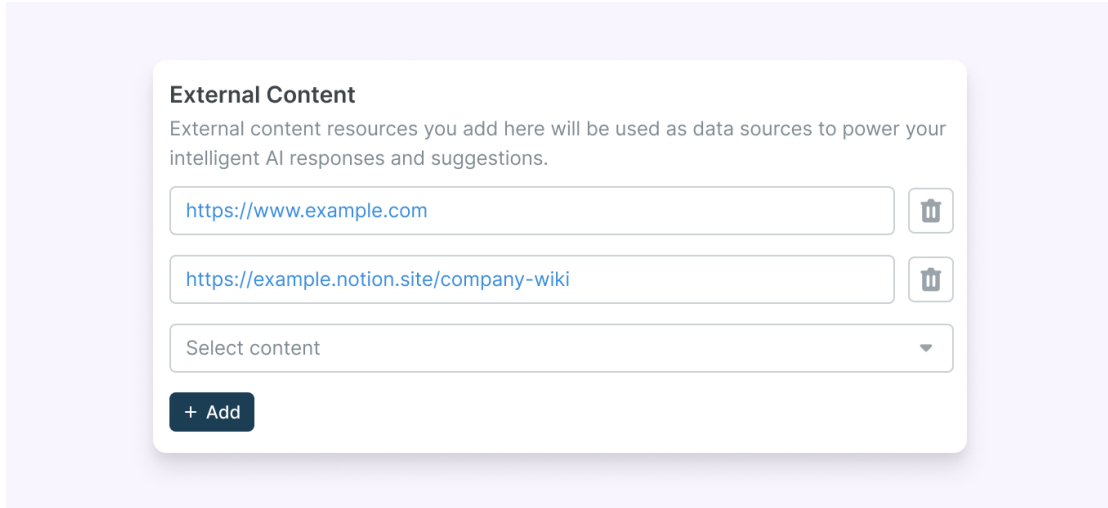 External Content
External content resources you add here will be used as data sources to power your
intelligent AI responses and suggestions.
https://www.example.com
https://example.notion.site/company-wiki
Select content
+ Add